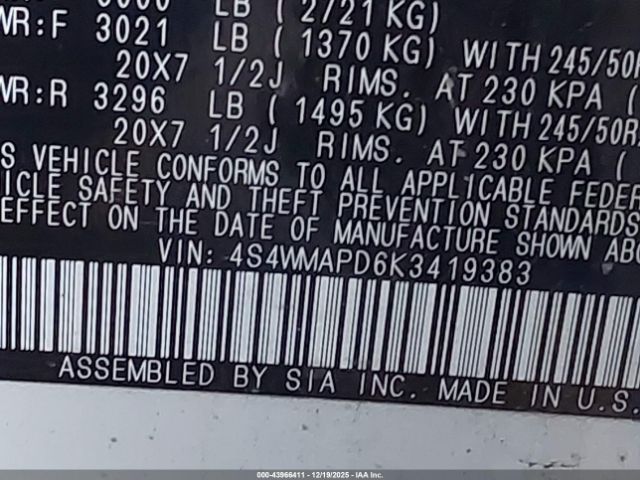 LB ( 2721 KG)
WR:F 3021 LB ( 1370 KG) WITH 245/50R
20X7 1/2J RIMS. AT 230 KPA (
WR:R 3296 LB ( 1495 KG) WITH 245/50R
20X7 1/2J RIMS. AT 230 KPA (
S VEHICLE CONFORMS TO ALL APPLICABLE FEDER
ICLE SAFETY AND THEFT PREVENTION STANDARDS
EFFECT ON THE DATE OF MANUFACTURE SHOWN ABO
VIN: 4S4WMAPD6K3419383
ASSEMBLED BY SIA INC. MADE IN U.S.
000-43966411 - 12/19/2025 - IAA Inc.